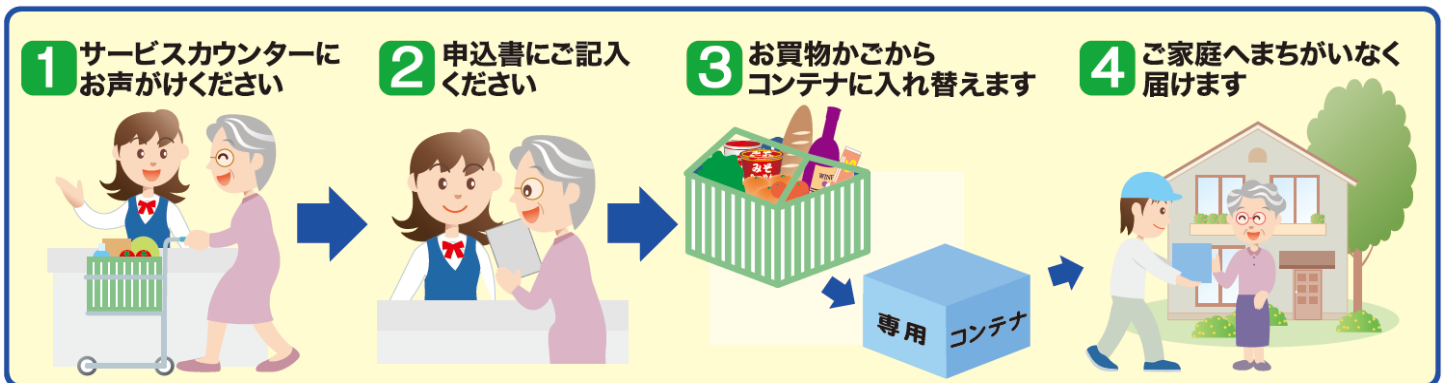 1 サービスカウンターに
お声がけください
2 申込書にご記入
ください
3 お買物かごから
コンテナに入れ替えます
みそ
WINE
専用 コンテナ
4 ご家庭へまちがいなく
届けます